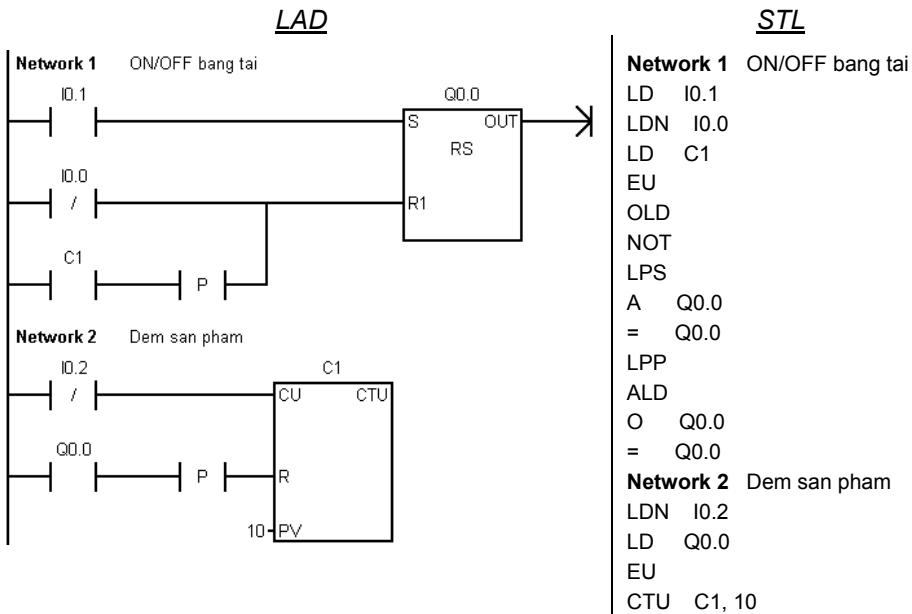 LAD
Network 1 ON/OFF bang tai
I0.1
Q0.0
S OUT
RS
I0.0
/
R1
C1
P
Network 2 Dem san pham
I0.2
C1
/
CU CTU
Q0.0
P
R
10 PV
STL
Network 1 ON/OFF bang tai
LD I0.1
LDN I0.0
LD C1
EU
OLD
NOT
LPS
A Q0.0
= Q0.0
LPP
ALD
O Q0.0
= Q0.0
Network 2 Dem san pham
LDN I0.2
LD Q0.0
EU
CTU C1, 10